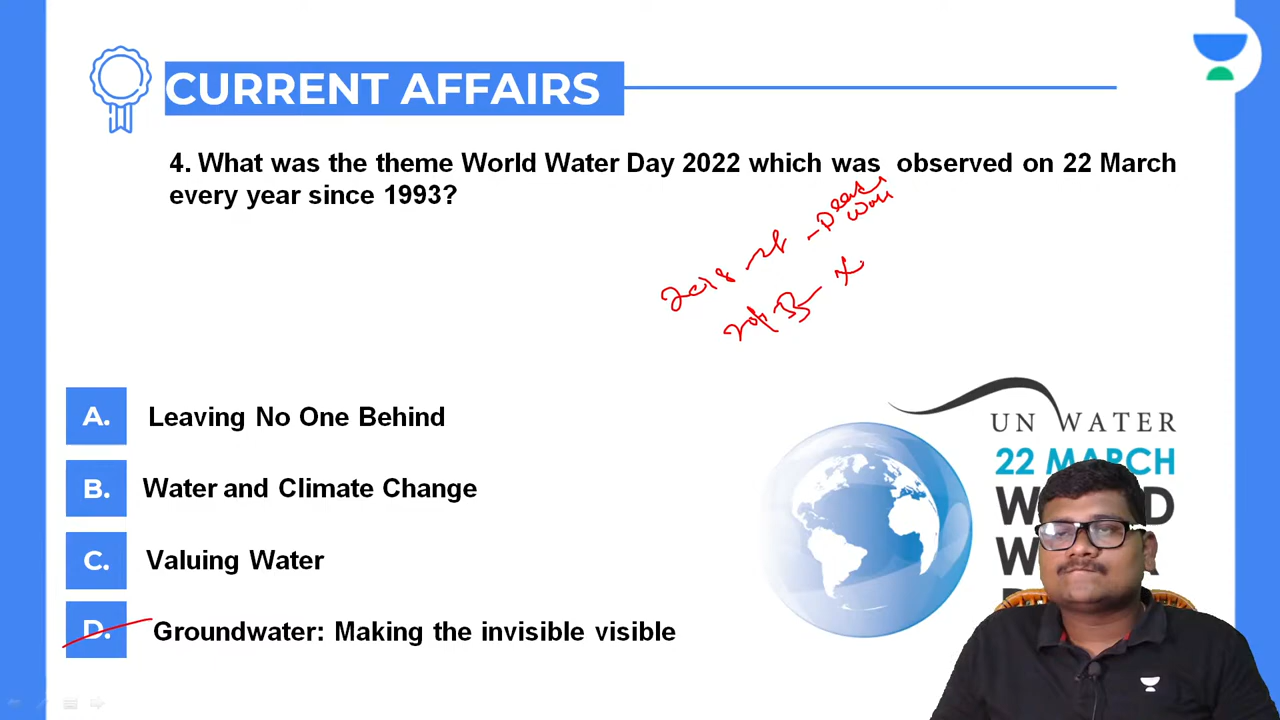 CURRENT AFFAIRS
4. What was the theme World Water Day 2022 which was observed on 22 March
every year since 1993?
2018
A. Leaving No One Behind
B. Water and Climate Change
C. Valuing Water
D. Groundwater: Making the invisible visible
UN WATER
22 MARCH